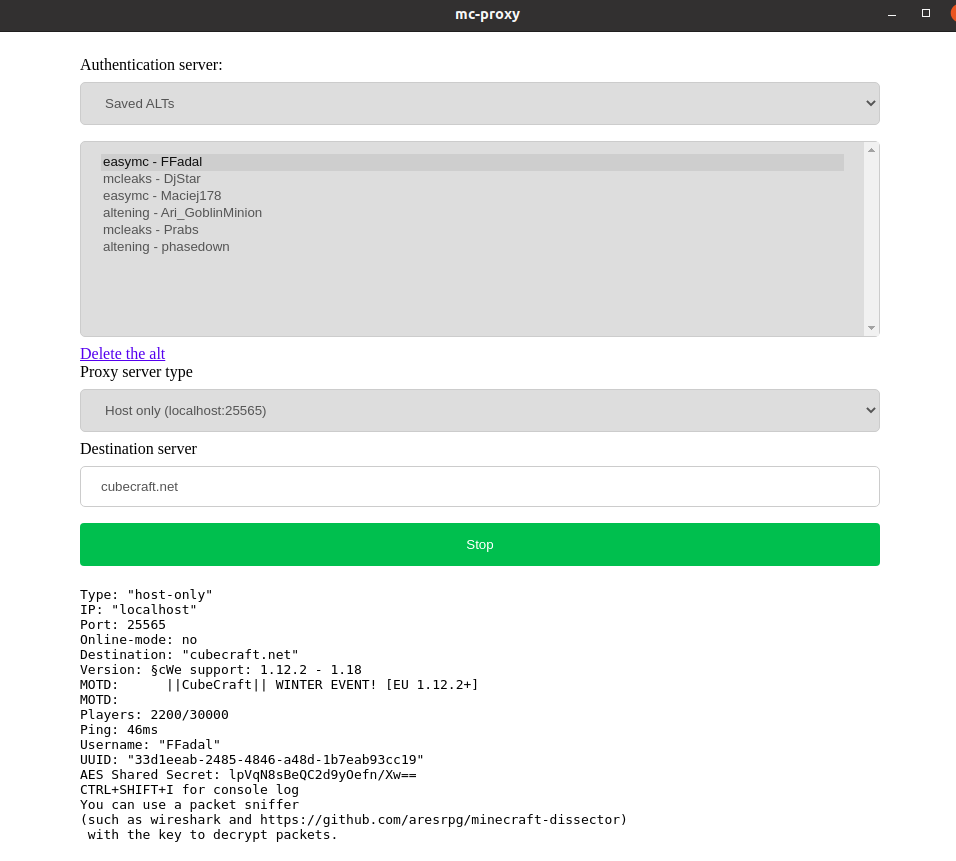 mc-proxy
Authentication server:
Saved ALTs
easymc - FFadal
mcleaks - DjStar
easymc - Maciej178
altening - Ari_GoblinMinion
mcleaks - Prabs
altening - phasedown
Delete the alt
Proxy server type
Host only (localhost:25565)
Destination server
cubecraft.net
Stop
Type: "host-only"
IP: "localhost"
Port: 25565
Online-mode: no
Destination: "cubecraft.net"
Version: §cWe support: 1.12.2 - 1.18
MOTD:      ||CubeCraft|| WINTER EVENT! [EU 1.12.2+]
MOTD:
Players: 2200/30000
Ping: 46ms
Username: "FFadal"
UUID: "33d1eeab-2485-4846-a48d-1b7eab93cc19"
AES Shared Secret: lpVqN8sBeQC2d9yOefn/Xw==
CTRL+SHIFT+I for console log
You can use a packet sniffer
(such as wireshark and https://github.com/aresrpg/minecraft-dissector)
 with the key to decrypt packets.